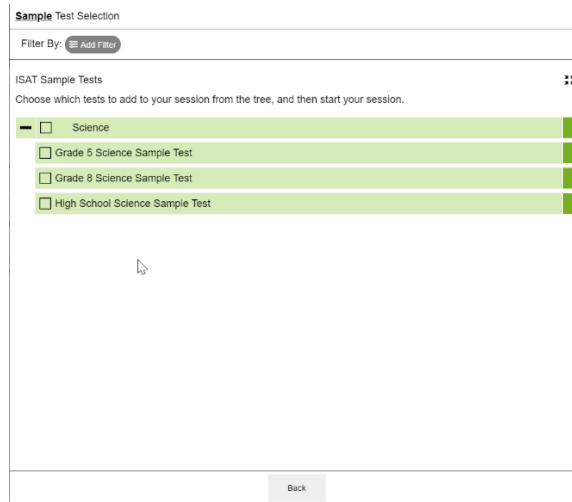 Sample Test Selection
Filter By: Add Filter
ISAT Sample Tests
Choose which tests to add to your session from the tree, and then start your session.
Science
Grade 5 Science Sample Test
Grade 8 Science Sample Test
High School Science Sample Test
Back